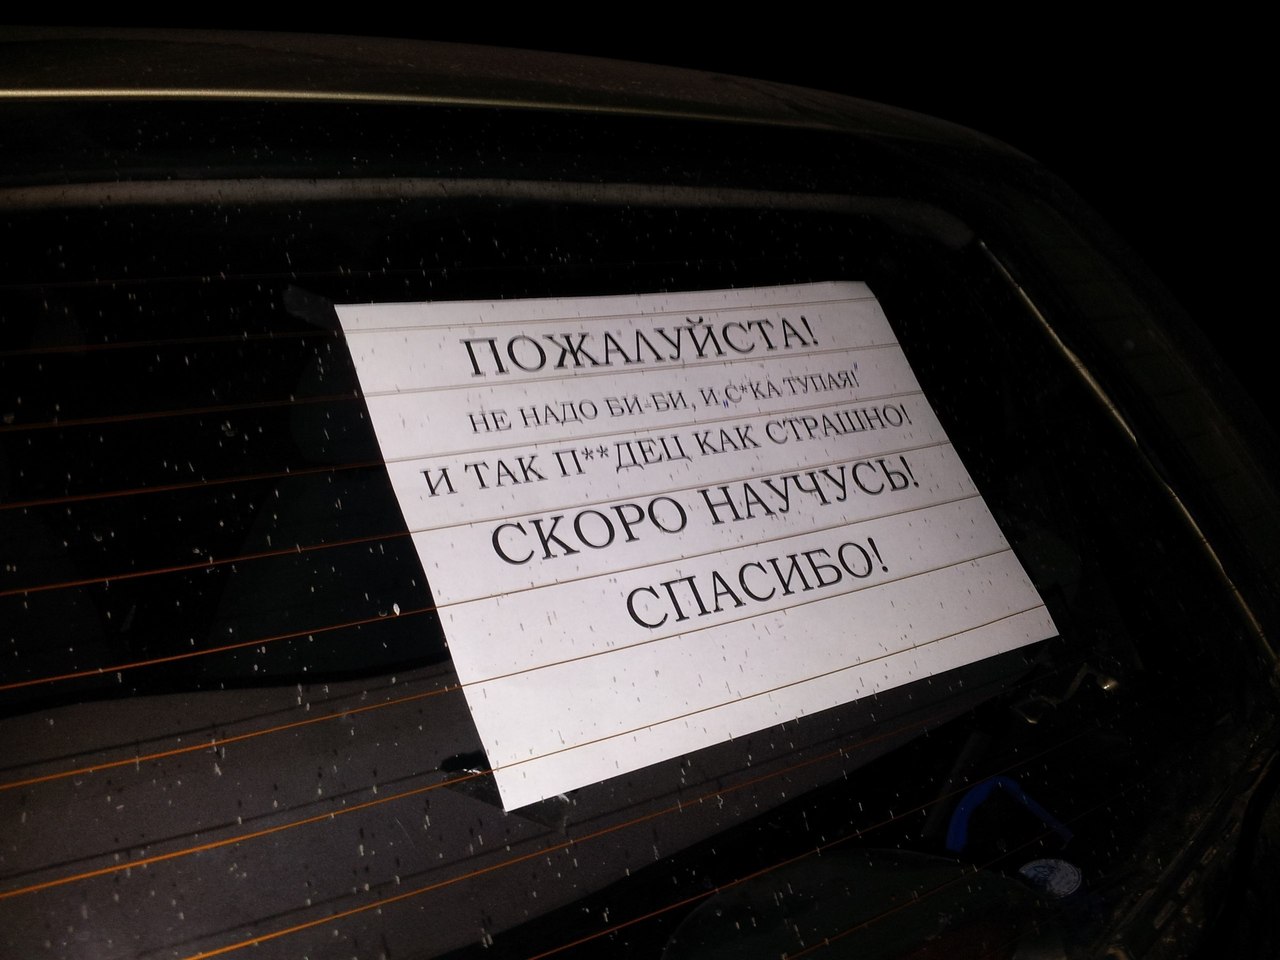 ПОЖАЛУЙСТА!
НЕ НАДО БИ-БИ, И „С*КА ТУПАЯ!"
И ТАК П**ДЕЦ КАК СТРАШНО!
СКОРО НАУЧУСЬ!
СПАСИБО!